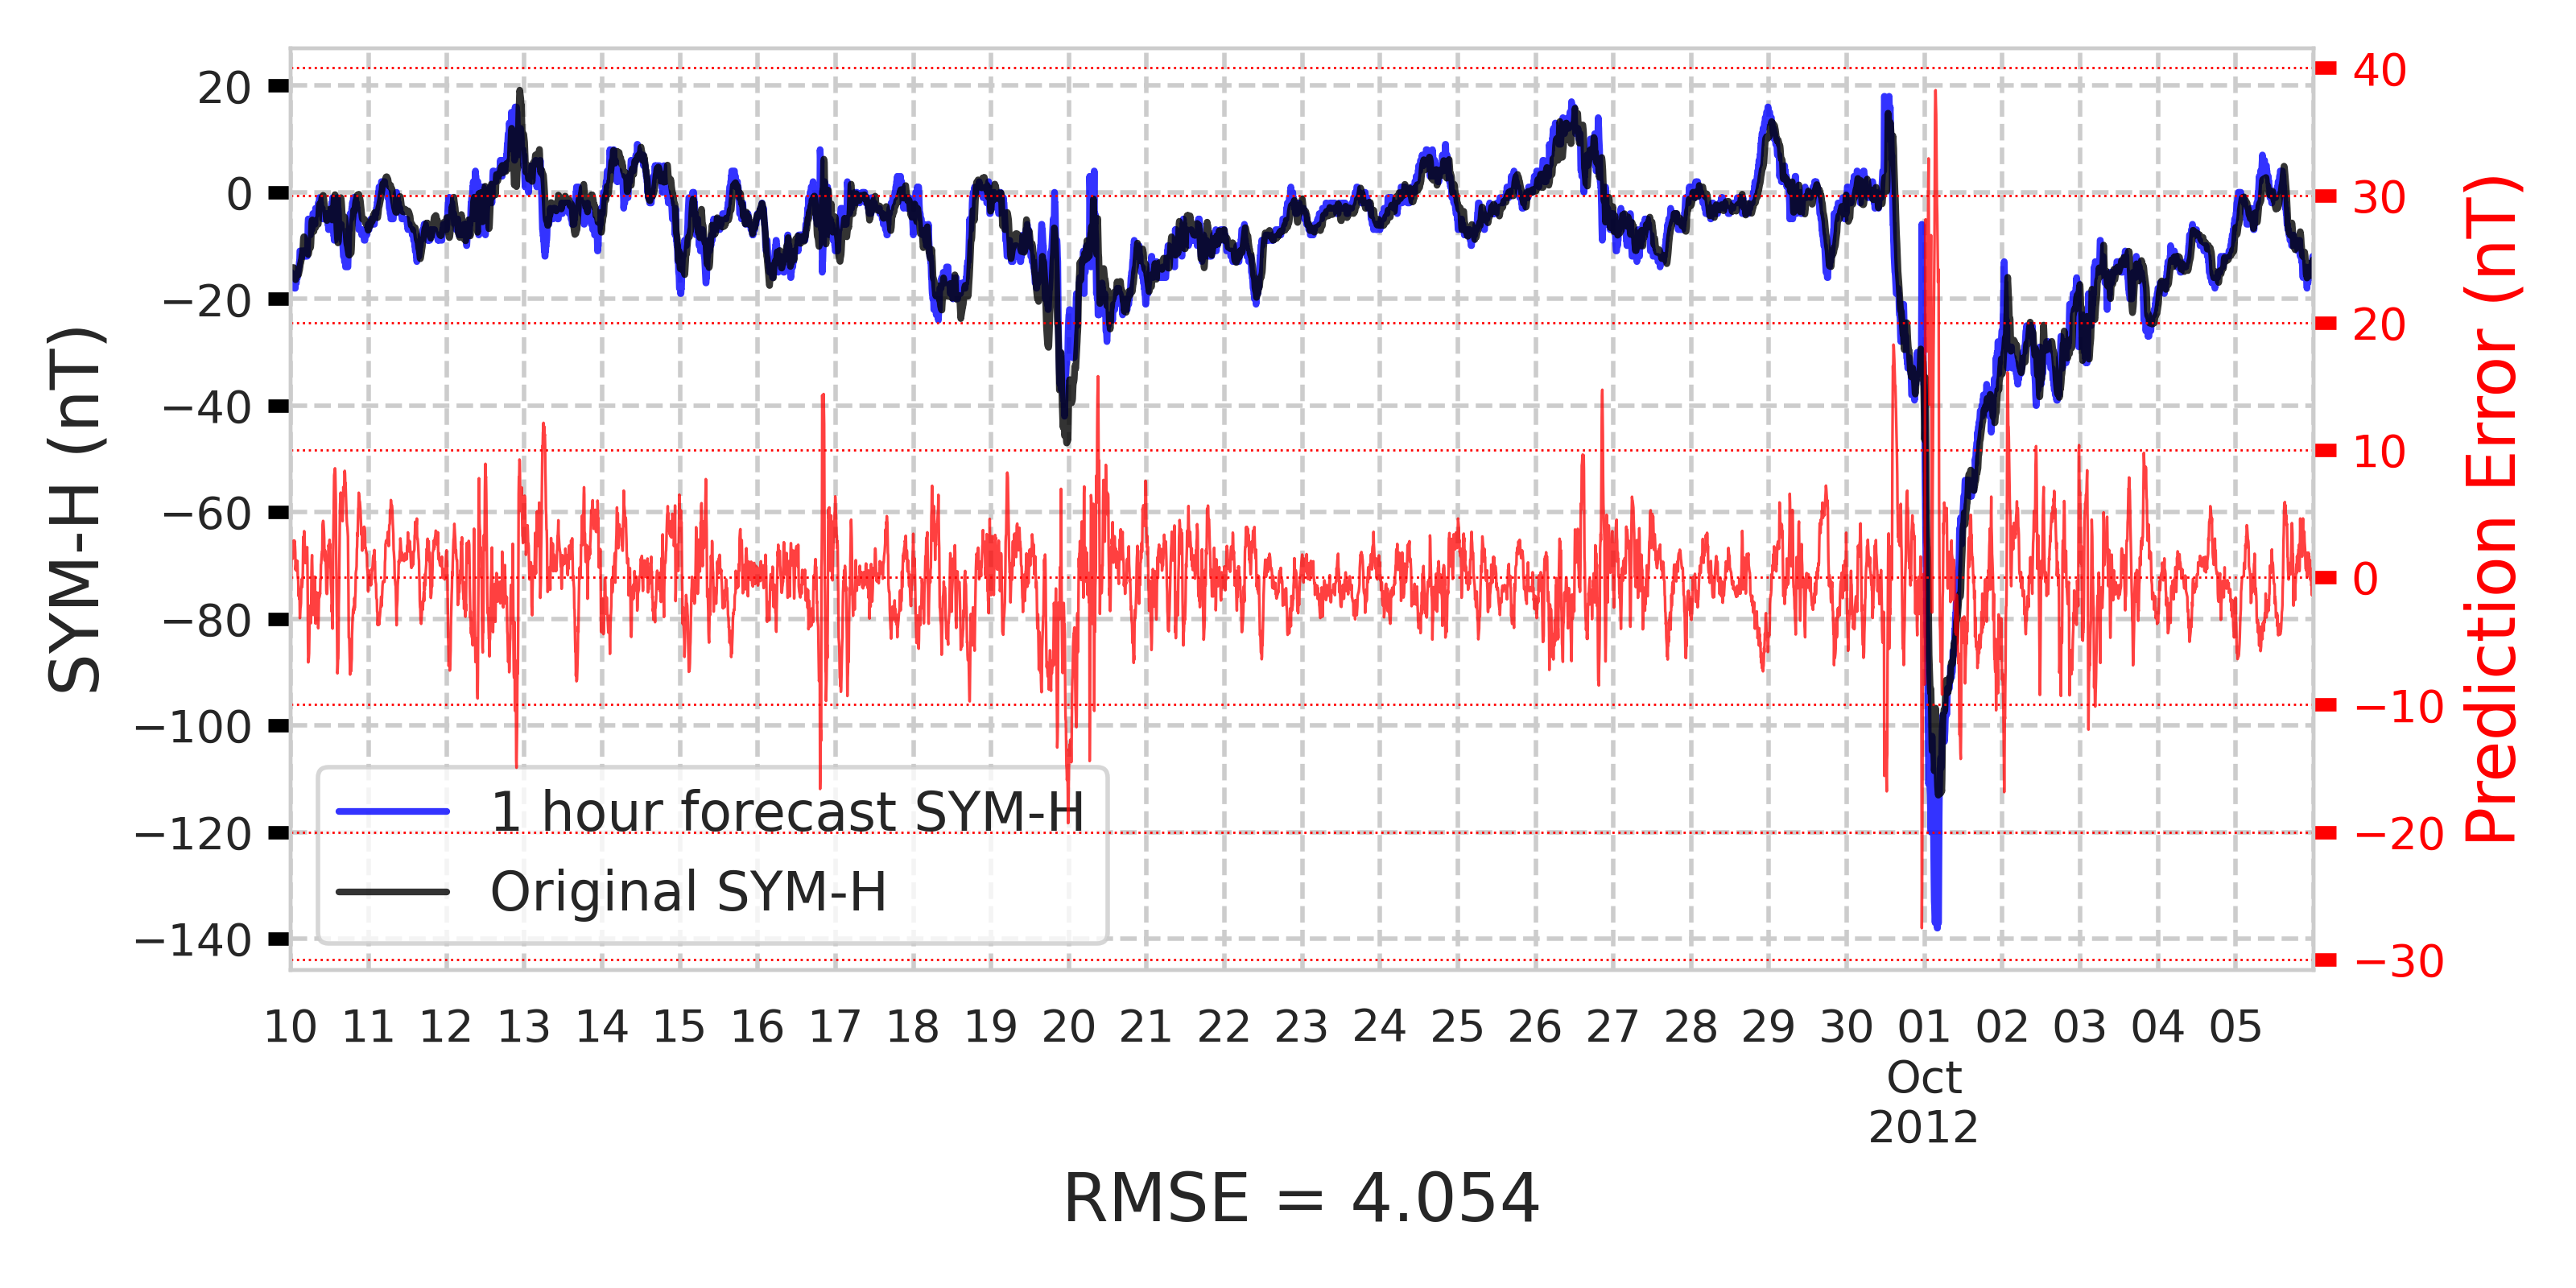 SYM-H (nT)
20
0
−20
−40
−60
−80
−100
−120
−140
1 hour forecast SYM-H
Original SYM-H
40
30
20
10
0
−10
−20
−30
Prediction Error (nT)
10 11 12 13 14 15 16 17 18 19 20 21 22 23 24 25 26 27 28 29 30 01 02 03 04 05
Oct
2012
RMSE = 4.054